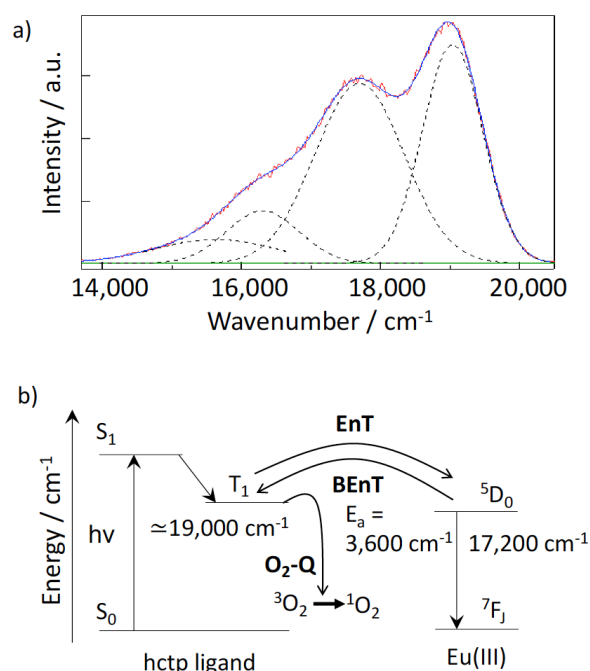 a)
Intensity / a.u.
14,000 16,000 18,000 20,000
Wavenumber / cm⁻¹
b)
Energy / cm⁻¹
S₁
EnT
T₁
BEnT
⁵D₀
hν
≃19,000 cm⁻¹
Eₐ =
3,600 cm⁻¹
17,200 cm⁻¹
O₂-Q
³O₂ ➞ ¹O₂
S₀
⁷F_J
hctp ligand
Eu(III)